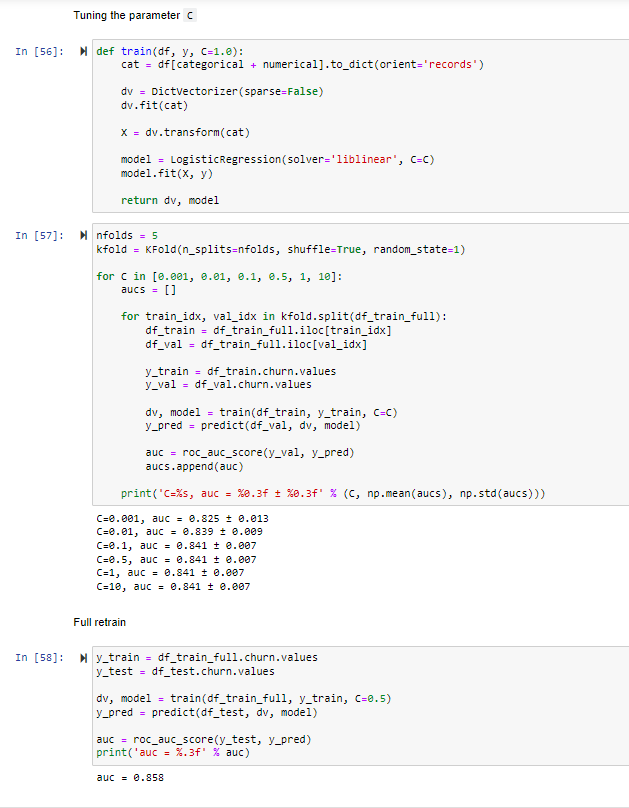 Tuning the parameter C
In [56]:
def train(df, y, C=1.0):
    cat = df[categorical + numerical].to_dict(orient='records')

    dv = DictVectorizer(sparse=False)
    dv.fit(cat)

    X = dv.transform(cat)

    model = LogisticRegression(solver='liblinear', C=C)
    model.fit(X, y)

    return dv, model
In [57]:
nfolds = 5
kfold = KFold(n_splits=nfolds, shuffle=True, random_state=1)

for C in [0.001, 0.01, 0.1, 0.5, 1, 10]:
    aucs = []

    for train_idx, val_idx in kfold.split(df_train_full):
        df_train = df_train_full.iloc[train_idx]
        df_val = df_train_full.iloc[val_idx]

        y_train = df_train.churn.values
        y_val = df_val.churn.values

        dv, model = train(df_train, y_train, C=C)
        y_pred = predict(df_val, dv, model)

        auc = roc_auc_score(y_val, y_pred)
        aucs.append(auc)

    print('C=%s, auc = %0.3f ± %0.3f' % (C, np.mean(aucs), np.std(aucs)))
C=0.001, auc = 0.825 ± 0.013
C=0.01, auc = 0.839 ± 0.009
C=0.1, auc = 0.841 ± 0.007
C=0.5, auc = 0.841 ± 0.007
C=1, auc = 0.841 ± 0.007
C=10, auc = 0.841 ± 0.007
Full retrain
In [58]:
y_train = df_train_full.churn.values
y_test = df_test.churn.values

dv, model = train(df_train_full, y_train, C=0.5)
y_pred = predict(df_test, dv, model)

auc = roc_auc_score(y_test, y_pred)
print('auc = %.3f' % auc)
auc = 0.858